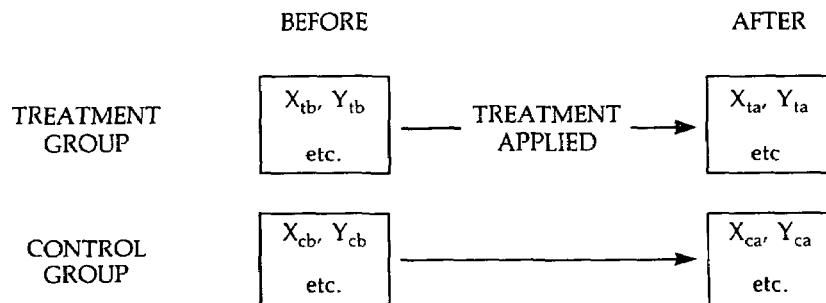 BEFORE AFTER
TREATMENT GROUP
X_tb, Y_tb
etc.
TREATMENT APPLIED
X_ta, Y_ta
etc
CONTROL GROUP
X_cb, Y_cb
etc.
X_ca, Y_ca
etc.